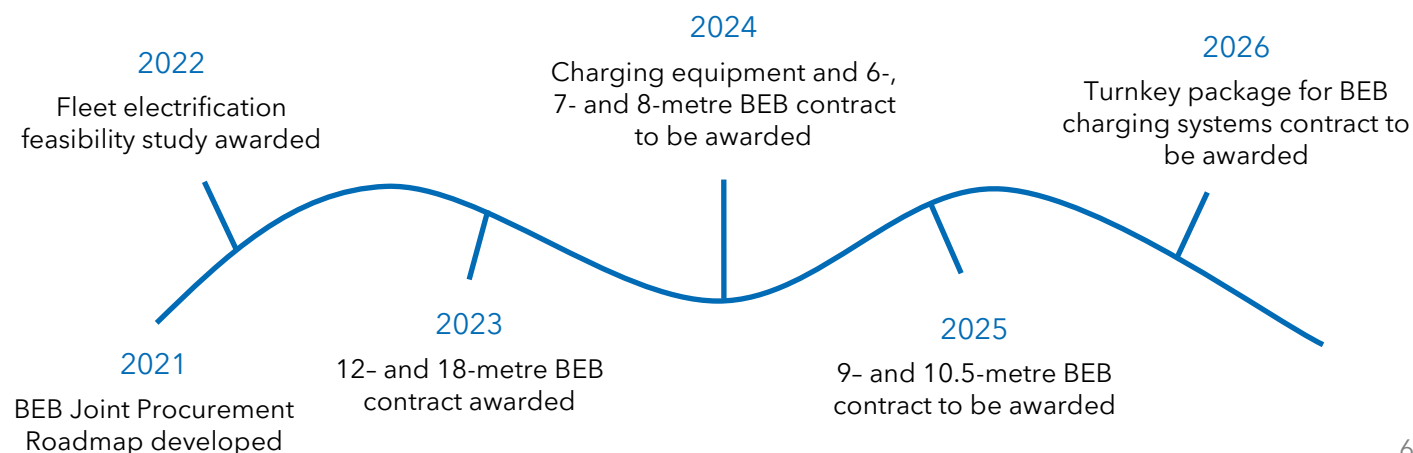 2021
BEB Joint Procurement
Roadmap developed
2022
Fleet electrification
feasibility study awarded
2023
12– and 18-metre BEB
contract awarded
2024
Charging equipment and 6-,
7- and 8-metre BEB contract
to be awarded
2025
9– and 10.5-metre BEB
contract to be awarded
2026
Turnkey package for BEB
charging systems contract to
be awarded
6